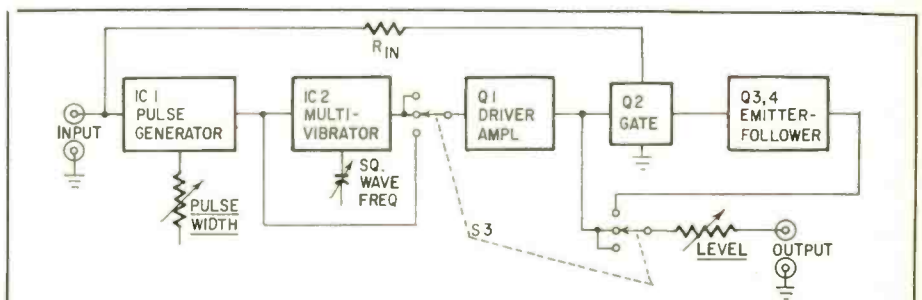 R IN
IC 1
PULSE
GENERATOR
IC 2
MULTI-
VIBRATOR
Q1
DRIVER
AMPL
Q2
GATE
Q3,4
EMITTER-
FOLLOWER
INPUT
PULSE
WIDTH
SQ.
WAVE
FREQ
S3
LEVEL
OUTPUT